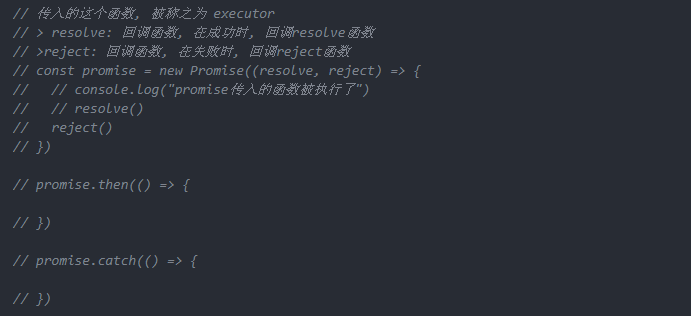 // 传入的这个函数, 被称之为 executor
// > resolve: 回调函数, 在成功时, 回调resolve函数
// >reject: 回调函数, 在失败时, 回调reject函数
// const promise = new Promise((resolve, reject) => {
//   // console.log("promise传入的函数被执行了")
//   // resolve()
//   reject()
// })
// promise.then(() => {
// })
// promise.catch(() => {
// })